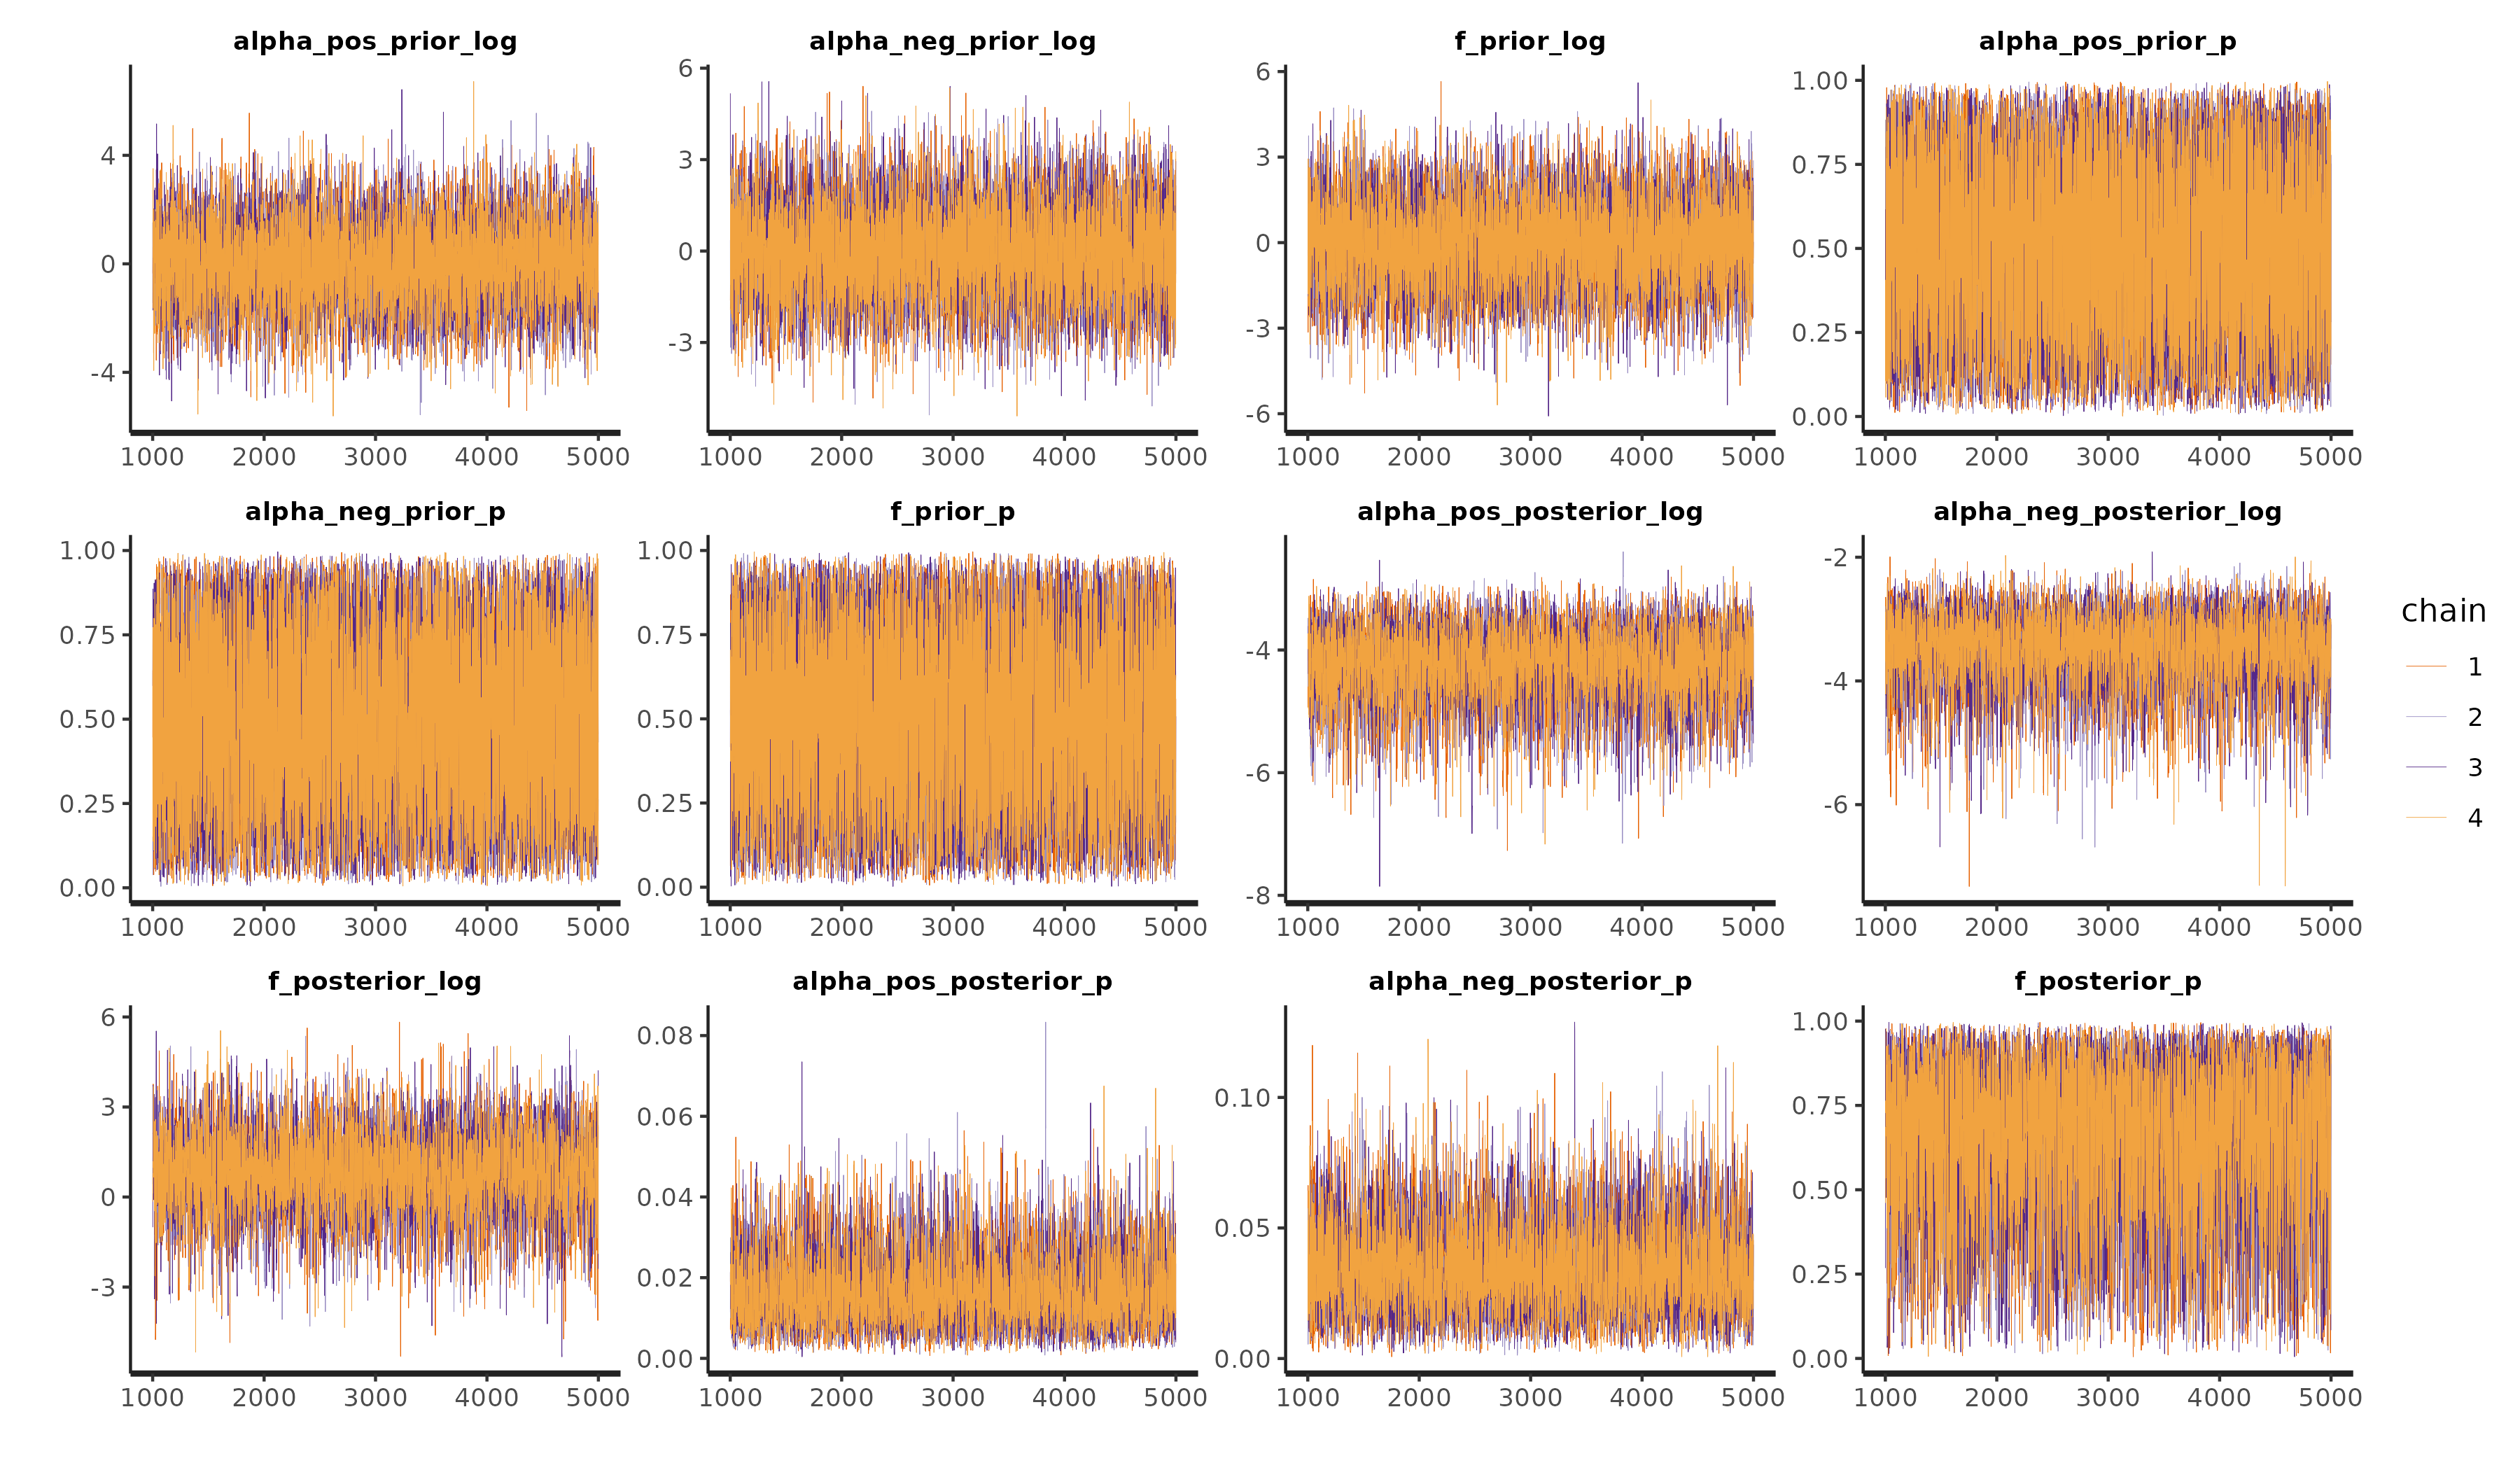 alpha_pos_prior_log
4
0
-4
1000 2000 3000 4000 5000
alpha_neg_prior_log
6
3
0
-3
1000 2000 3000 4000 5000
f_prior_log
6
3
0
-3
-6
1000 2000 3000 4000 5000
alpha_pos_prior_p
1.00
0.75
0.50
0.25
0.00
1000 2000 3000 4000 5000
alpha_neg_prior_p
1.00
0.75
0.50
0.25
0.00
1000 2000 3000 4000 5000
f_prior_p
1.00
0.75
0.50
0.25
0.00
1000 2000 3000 4000 5000
alpha_pos_posterior_log
-4
-6
-8
1000 2000 3000 4000 5000
alpha_neg_posterior_log
-2
-4
-6
1000 2000 3000 4000 5000
f_posterior_log
6
3
0
-3
1000 2000 3000 4000 5000
alpha_pos_posterior_p
0.08
0.06
0.04
0.02
0.00
1000 2000 3000 4000 5000
alpha_neg_posterior_p
0.10
0.05
0.00
1000 2000 3000 4000 5000
f_posterior_p
1.00
0.75
0.50
0.25
0.00
1000 2000 3000 4000 5000
chain
1
2
3
4